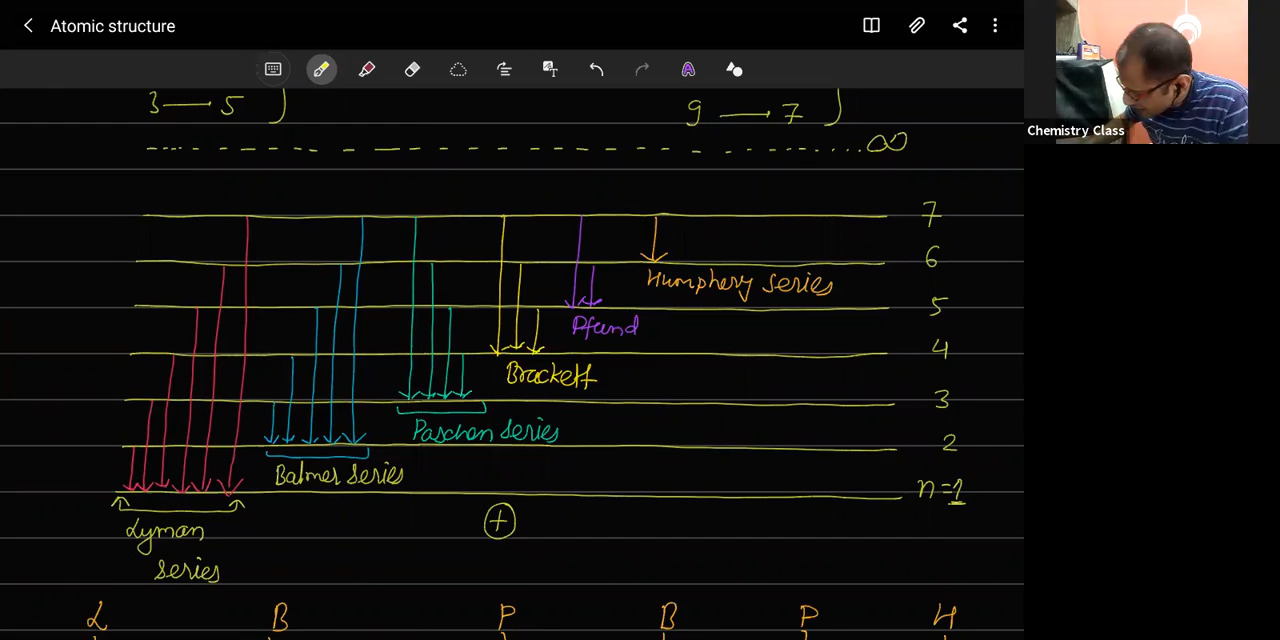 Atomic structure
Chemistry Class
3 → 5
9 → 7
∞
7
6
Humphery series
5
Pfund
4
Brackett
3
Paschen series
2
Balmer series
n=1
+
Lyman
series
L B P B P H